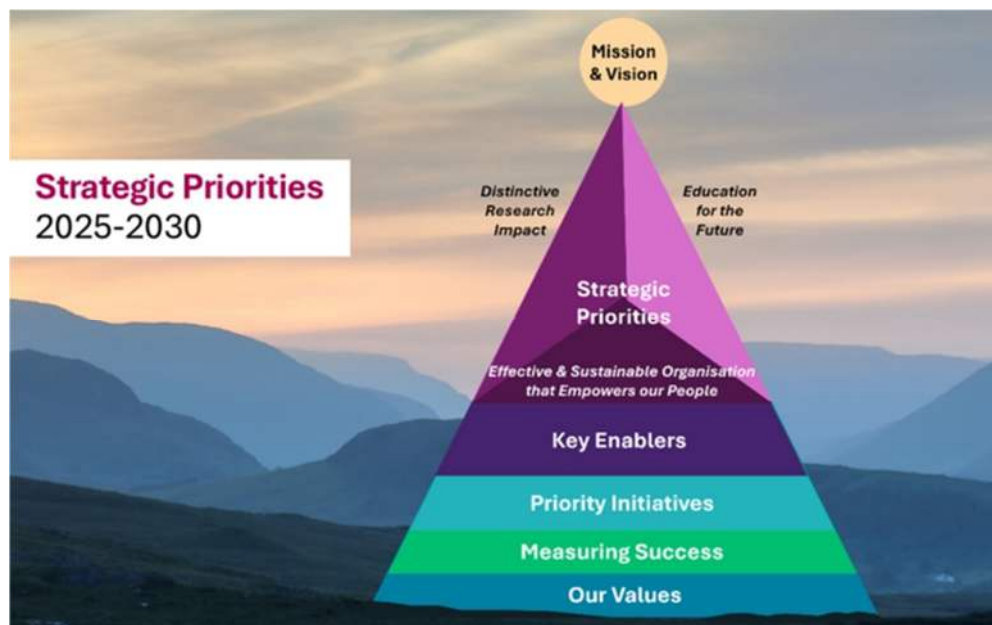 Mission
& Vision
Strategic Priorities
2025-2030
Distinctive
Research
Impact
Education
for the
Future
Strategic
Priorities
Effective & Sustainable Organisation
that Empowers our People
Key Enablers
Priority Initiatives
Measuring Success
Our Values